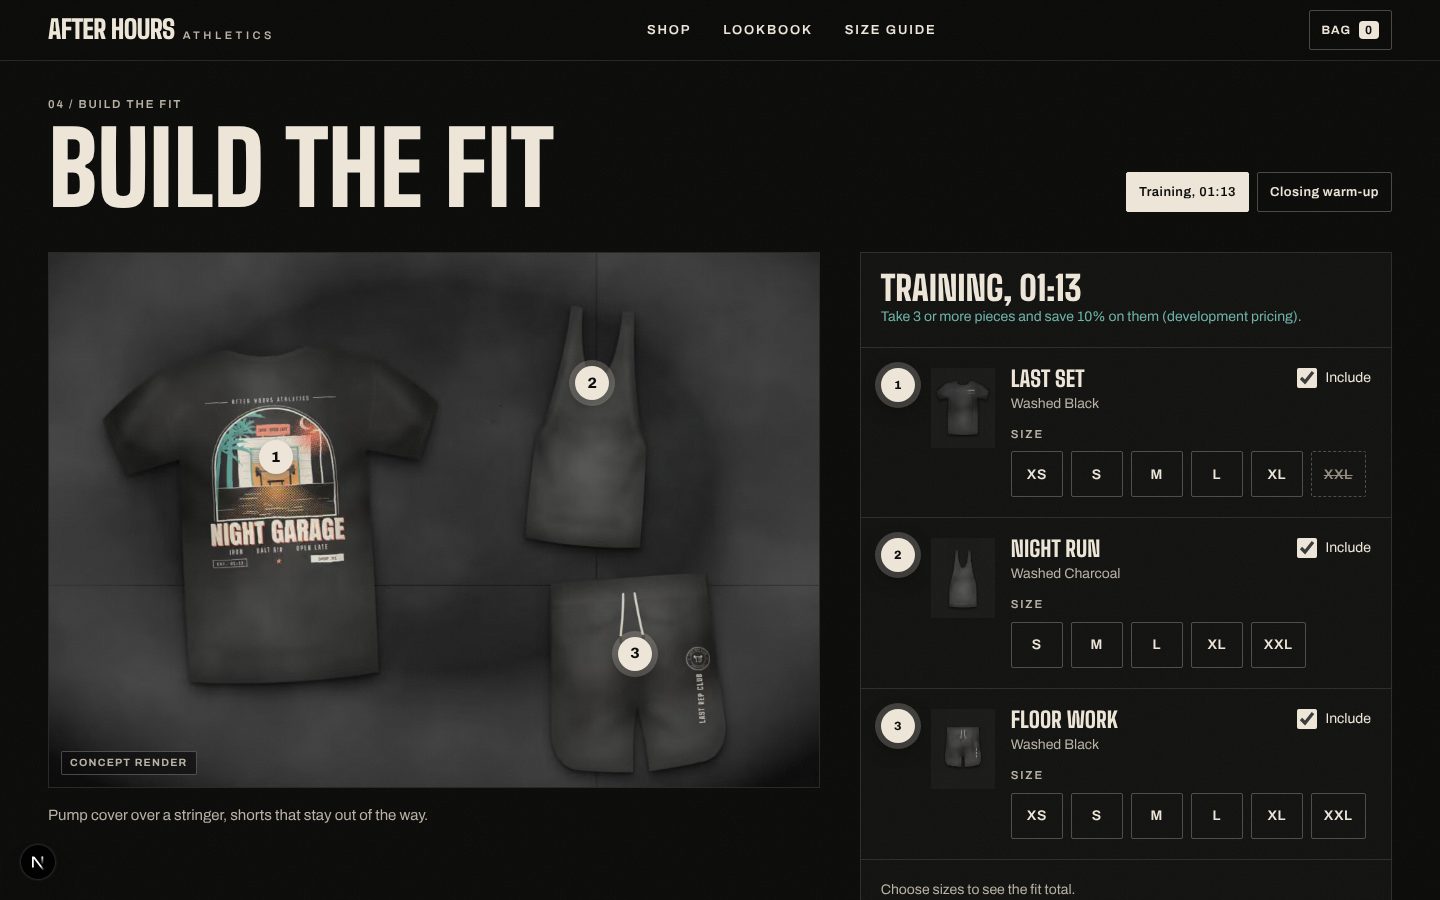 AFTER HOURS ATHLETICS
SHOP
LOOKBOOK
SIZE GUIDE
BAG 0
04 / BUILD THE FIT
BUILD THE FIT
Training, 01:13
Closing warm-up
AFTER HOURS ATHLETICS
1
NIGHT GARAGE
IRON SALT AIR OPEN LATE
2
3
LAST REP CLUB
CONCEPT RENDER
Pump cover over a stringer, shorts that stay out of the way.
N
TRAINING, 01:13
Take 3 or more pieces and save 10% on them (development pricing).
1
LAST SET
Include
Washed Black
SIZE
XS S M L XL XXL
2
NIGHT RUN
Include
Washed Charcoal
SIZE
S M L XL XXL
3
FLOOR WORK
Include
Washed Black
SIZE
XS S M L XL XXL
Choose sizes to see the fit total.